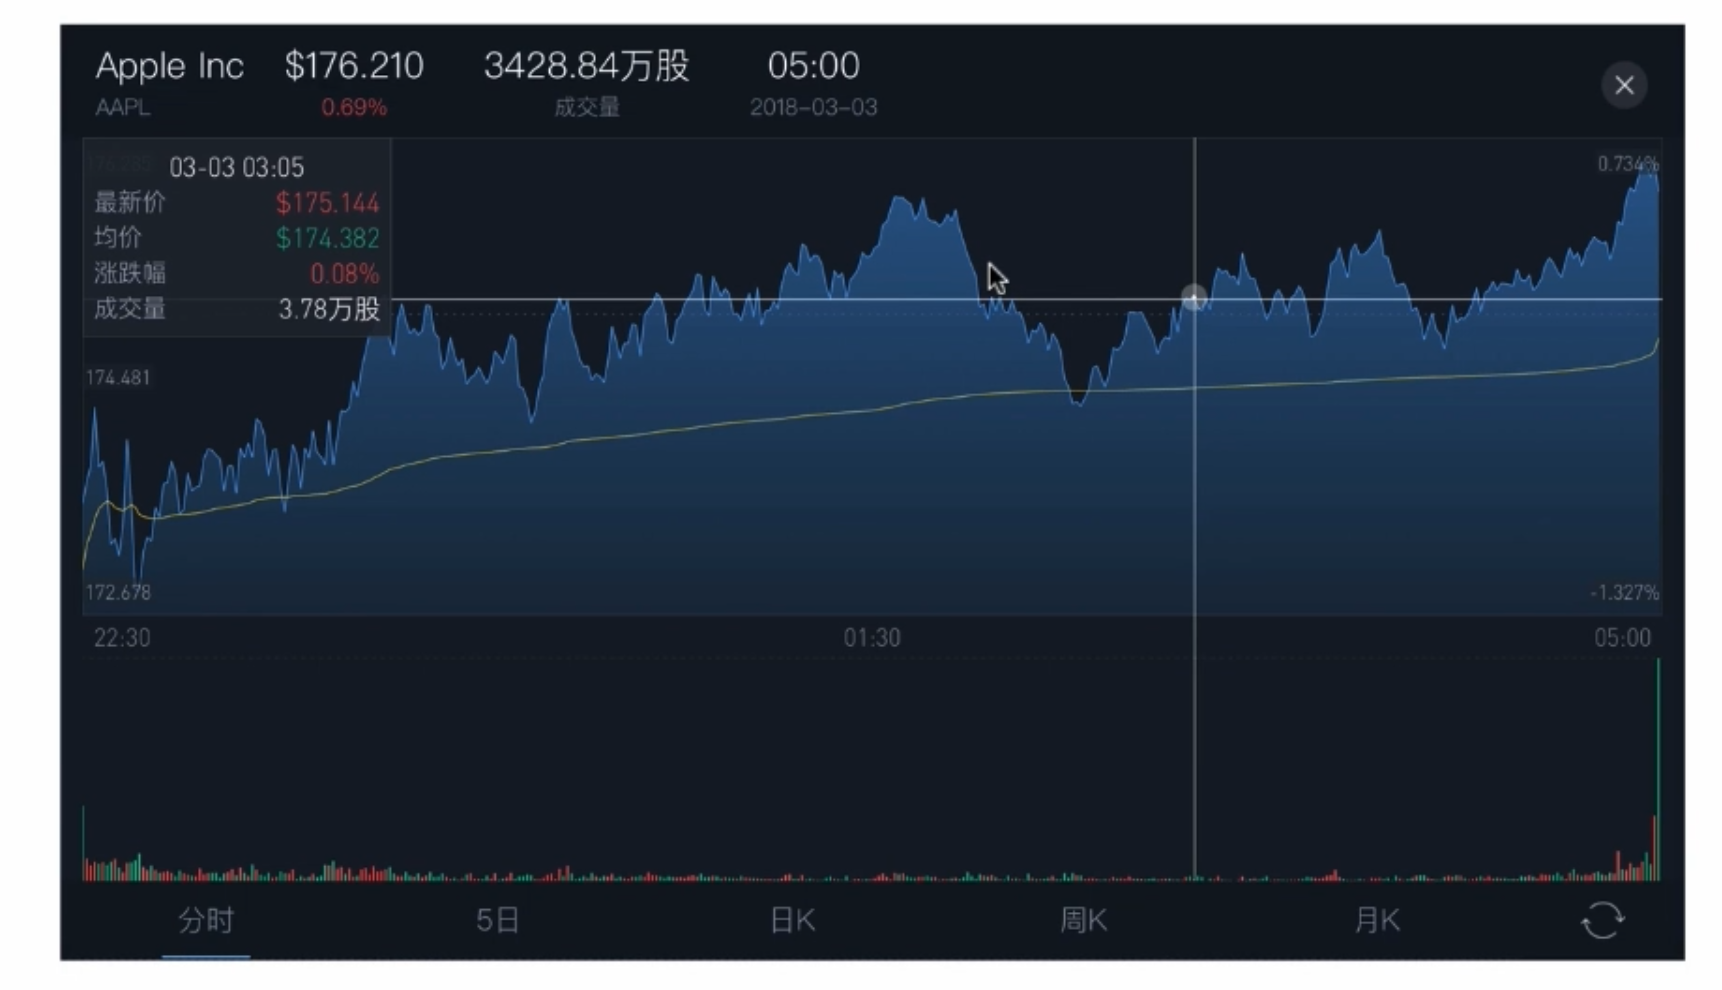 Apple Inc $176.210 3428.84万股 05:00
AAPL 0.69% 成交量 2018-03-03
03-03 03:05
最新价 $175.144
均价 $174.382
涨跌幅 0.08%
成交量 3.78万股
0.734%
174.481
172.678 -1.327%
22:30 01:30 05:00
分时 5日 日K 周K 月K